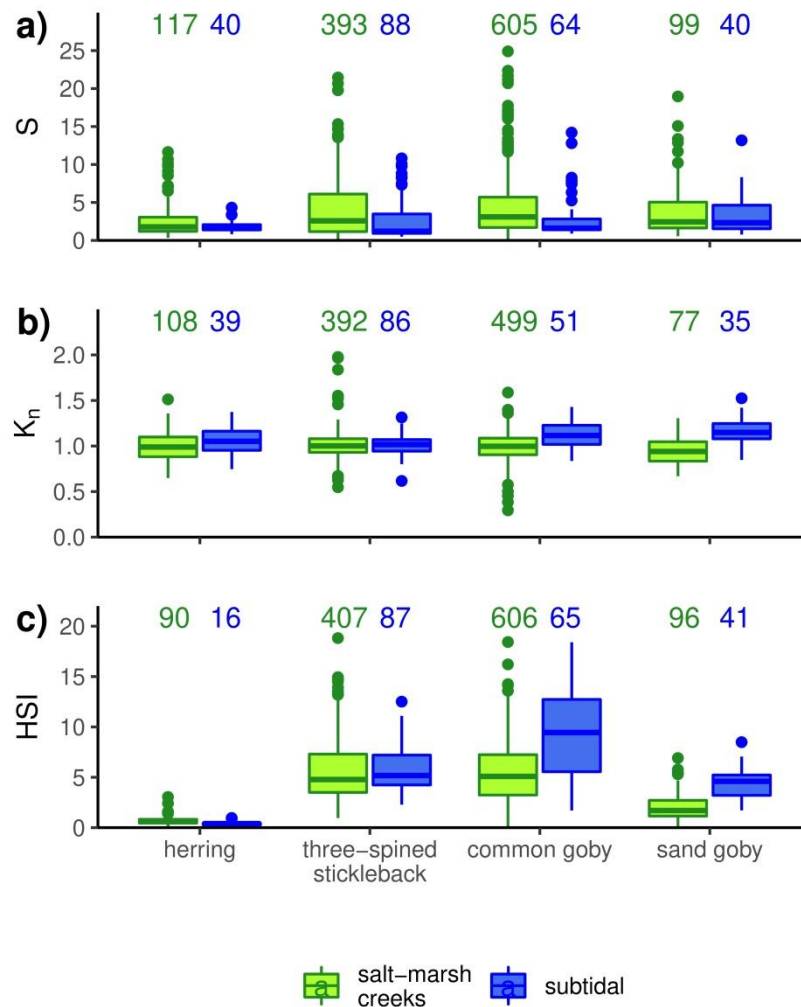 a) 117 40 393 88 605 64 99 40
25
20
15
10
5
0
S
b) 108 39 392 86 499 51 77 35
2.0
1.5
1.0
0.5
0.0
Kn
c) 90 16 407 87 606 65 96 41
20
15
10
5
0
HSI
herring three−spined common goby sand goby
stickleback
a salt−marsh a subtidal
creeks